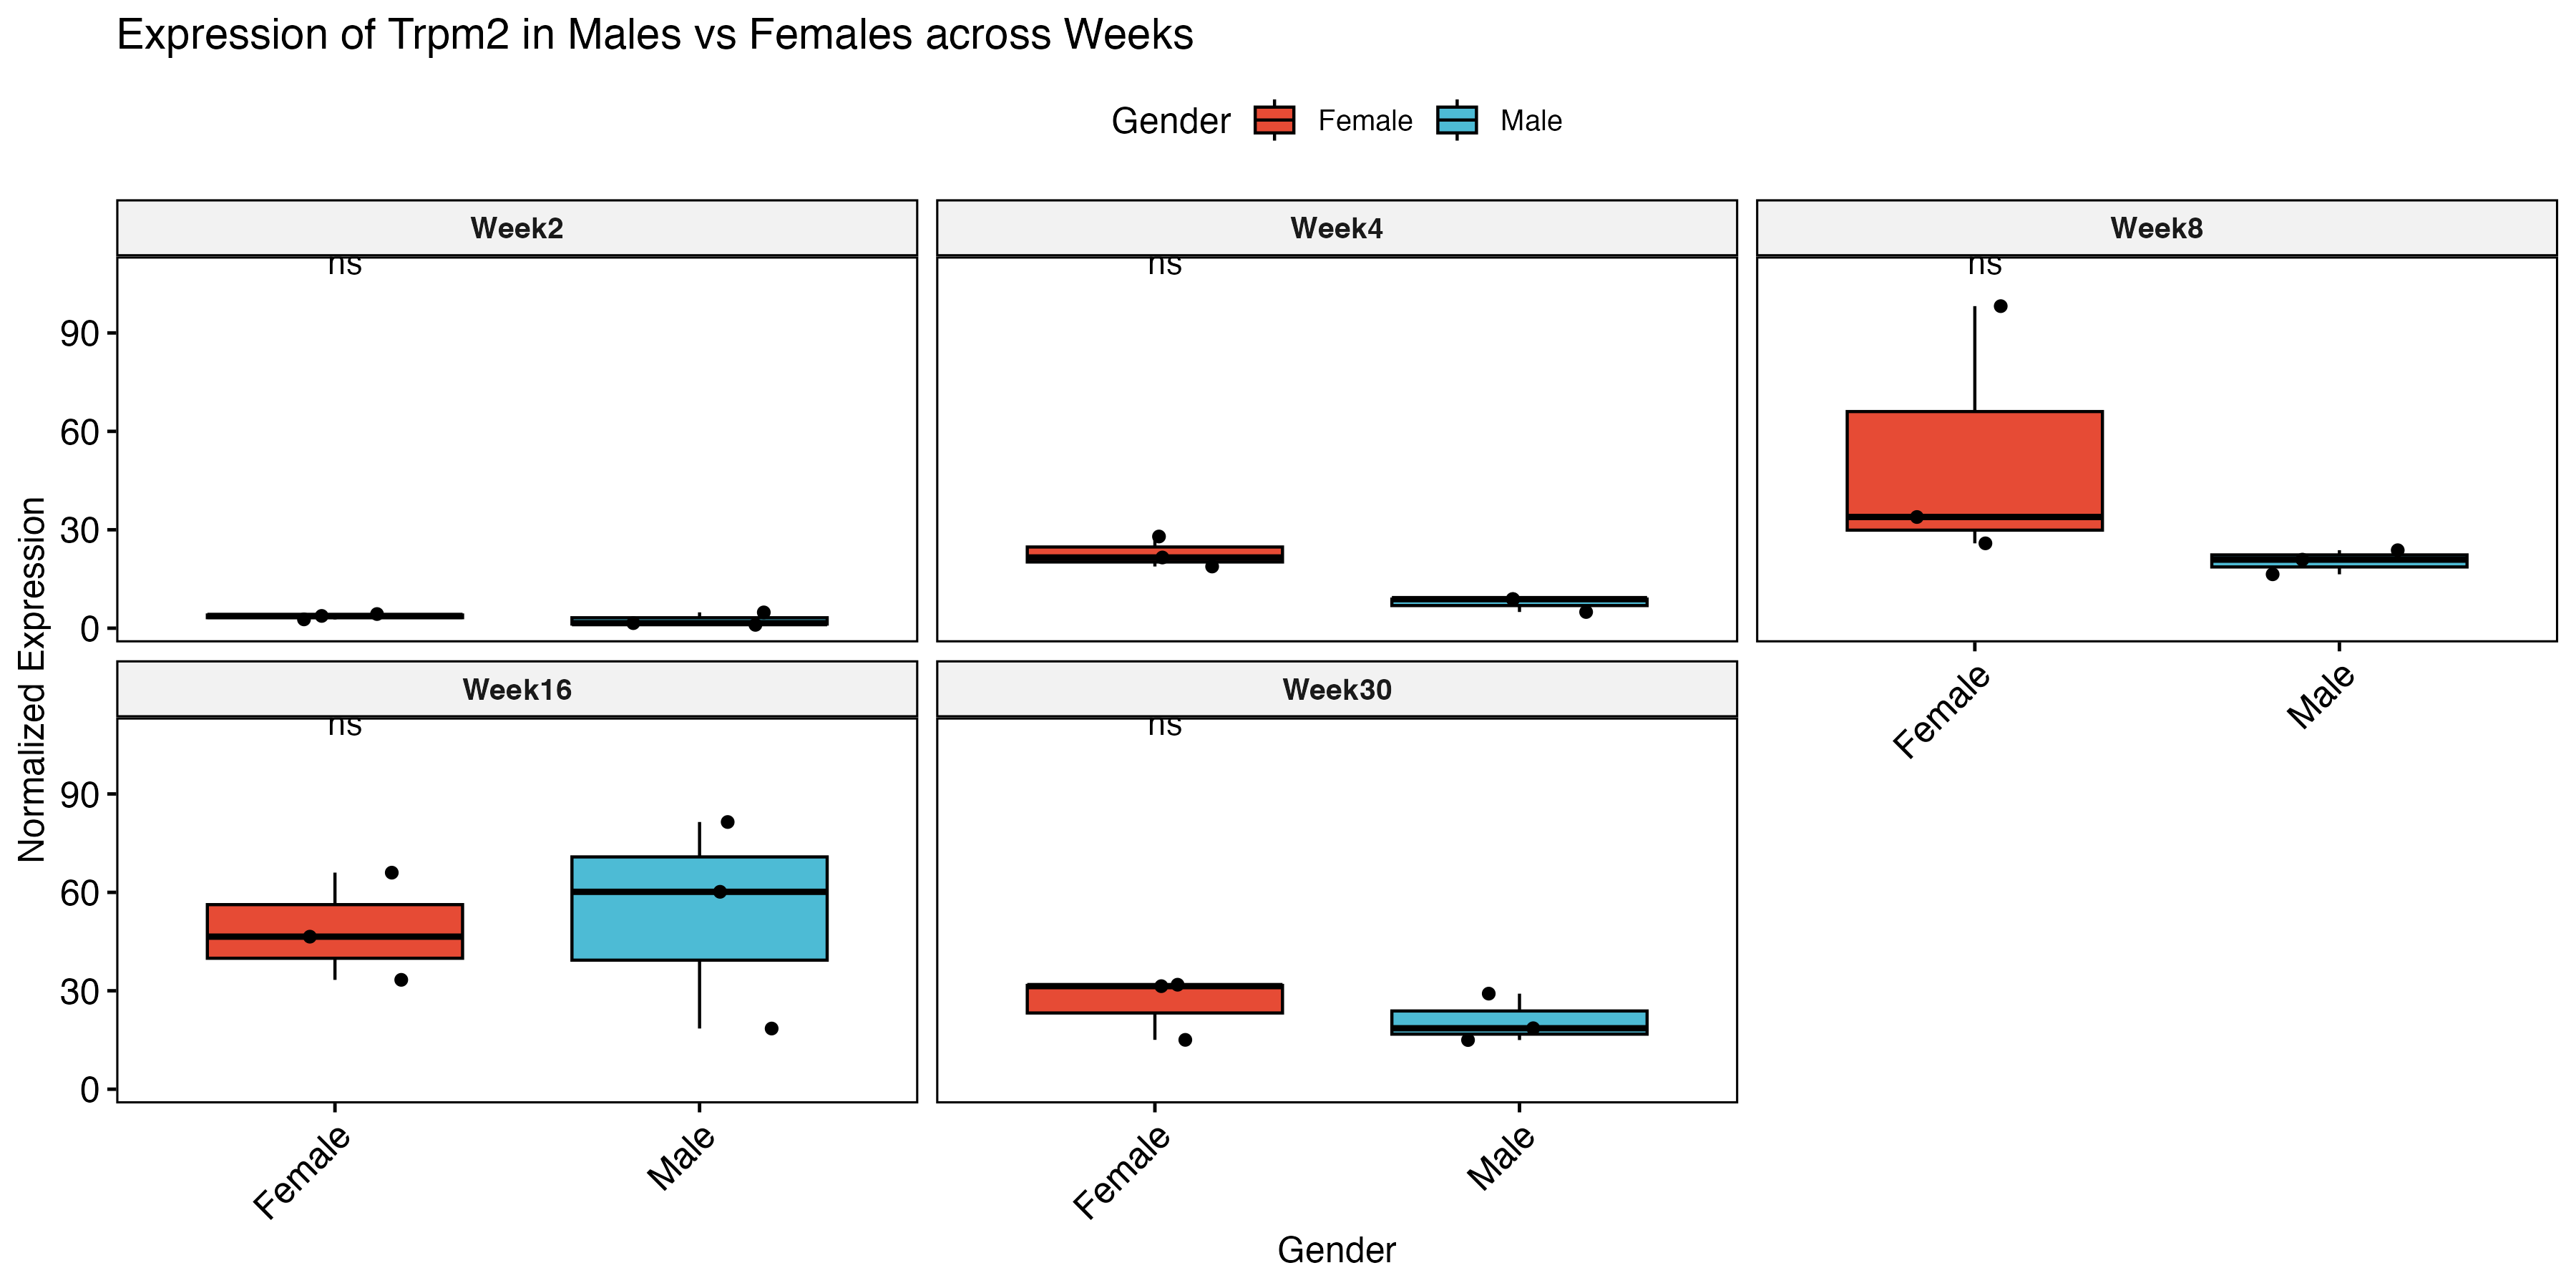 Expression of Trpm2 in Males vs Females across Weeks
Gender Female Male
Week2 Week4 Week8
ns ns ns
90
60
30
0
Female Male
Week16 Week30
ns ns
90
60
30
0
Female Male Female Male
Normalized Expression
Gender